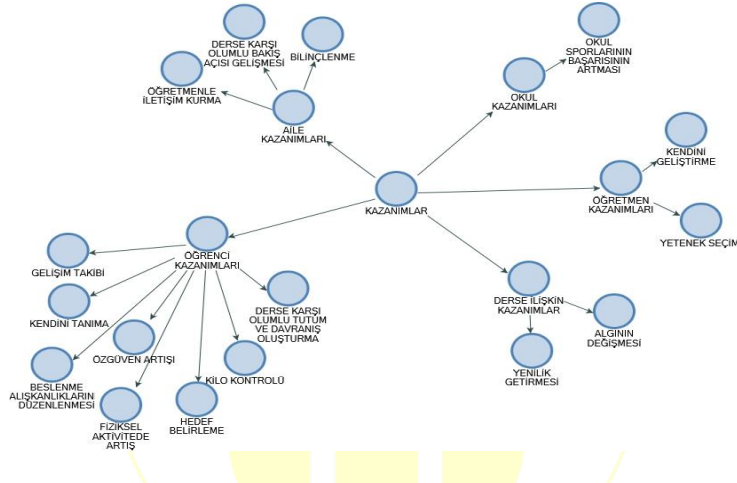 DERSE KARŞI
OLUMLU BAKIŞ
AÇISI GELİŞMESİ
BİLİNÇLENME
ÖĞRETMENLE
İLETİŞİM KURMA
AİLE
KAZANIMLARI
OKUL
SPORLARININ
BAŞARISININ
ARTMASI
OKUL
KAZANIMLARI
KENDİNİ
GELİŞTİRME
ÖĞRETMEN
KAZANIMLARI
YETENEK SEÇİM
KAZANIMLAR
ÖĞRENCİ
KAZANIMLARI
GELİŞİM TAKİBİ
KENDİNİ TANIMA
DERSE KARŞI
OLUMLU TUTUM
VE DAVRANIŞ
OLUŞTURMA
ÖZGÜVEN ARTIŞI
KİLO KONTROLÜ
BESLENME
ALIŞKANLIKLARIN
DÜZENLENMESİ
FİZİKSEL
AKTİVİTEDE
ARTIŞ
HEDEF
BELİRLEME
DERSE İLİŞKİN
KAZANIMLAR
ALGININ
DEĞİŞMESİ
YENİLİK
GETİRMESİ